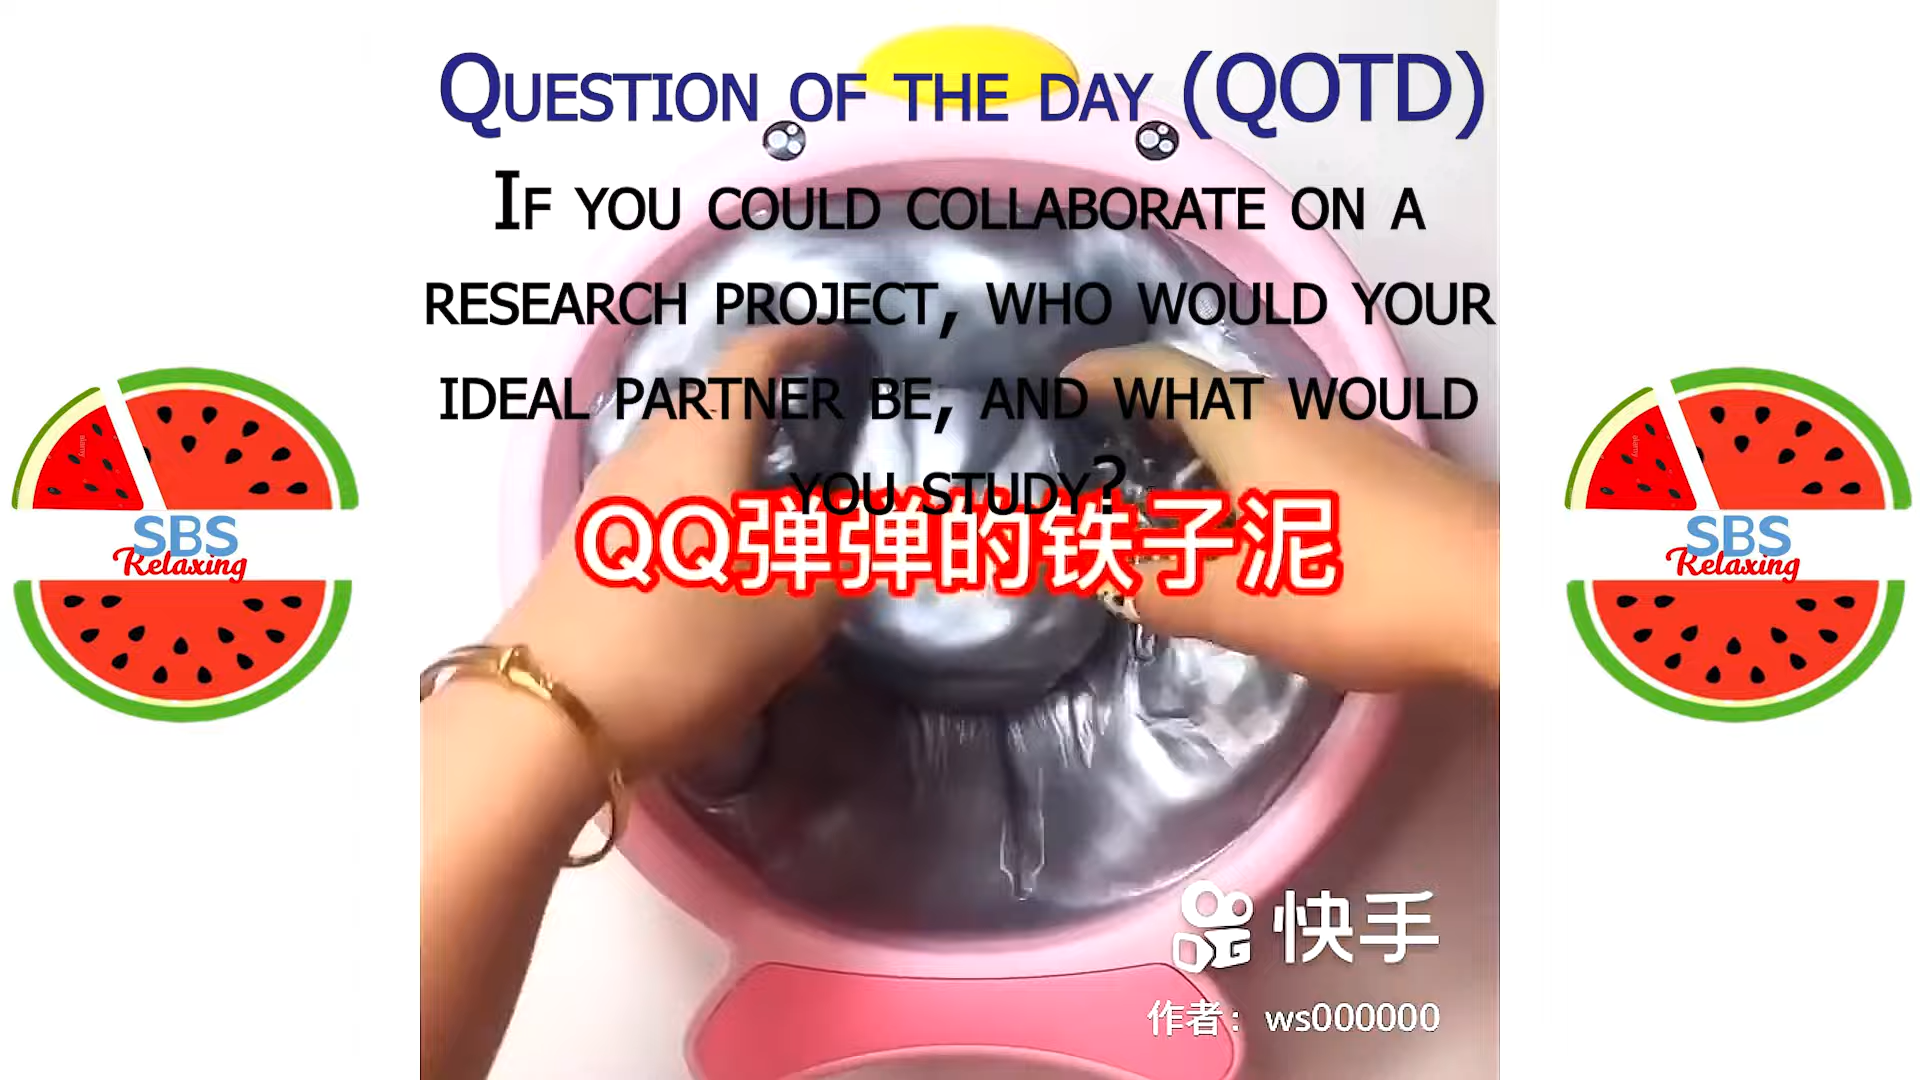 Question of the day (QOTD)
If you could collaborate on a
research project, who would your
ideal partner be, and what would
you study?
QQ弹弹的铁子泥
SBS
Relaxing
SBS
Relaxing
快手
作者：ws000000